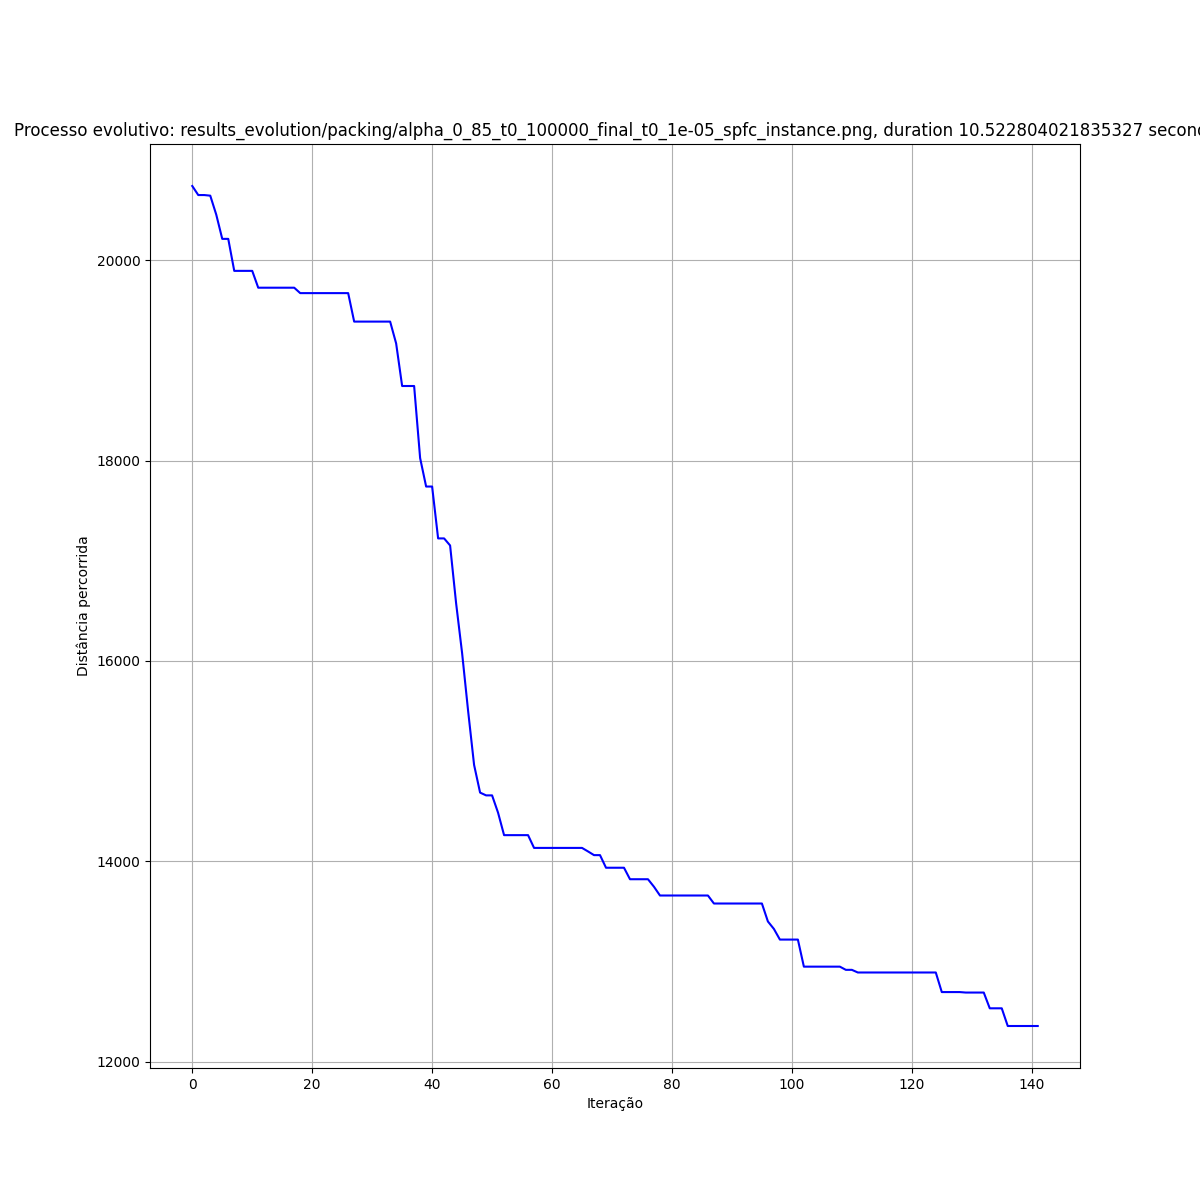 Processo evolutivo: results_evolution/packing/alpha_0_85_t0_100000_final_t0_1e-05_spfc_instance.png, duration 10.522804021835327 secon
20000
18000
16000
14000
12000
Distância percorrida
0 20 40 60 80 100 120 140
Iteração